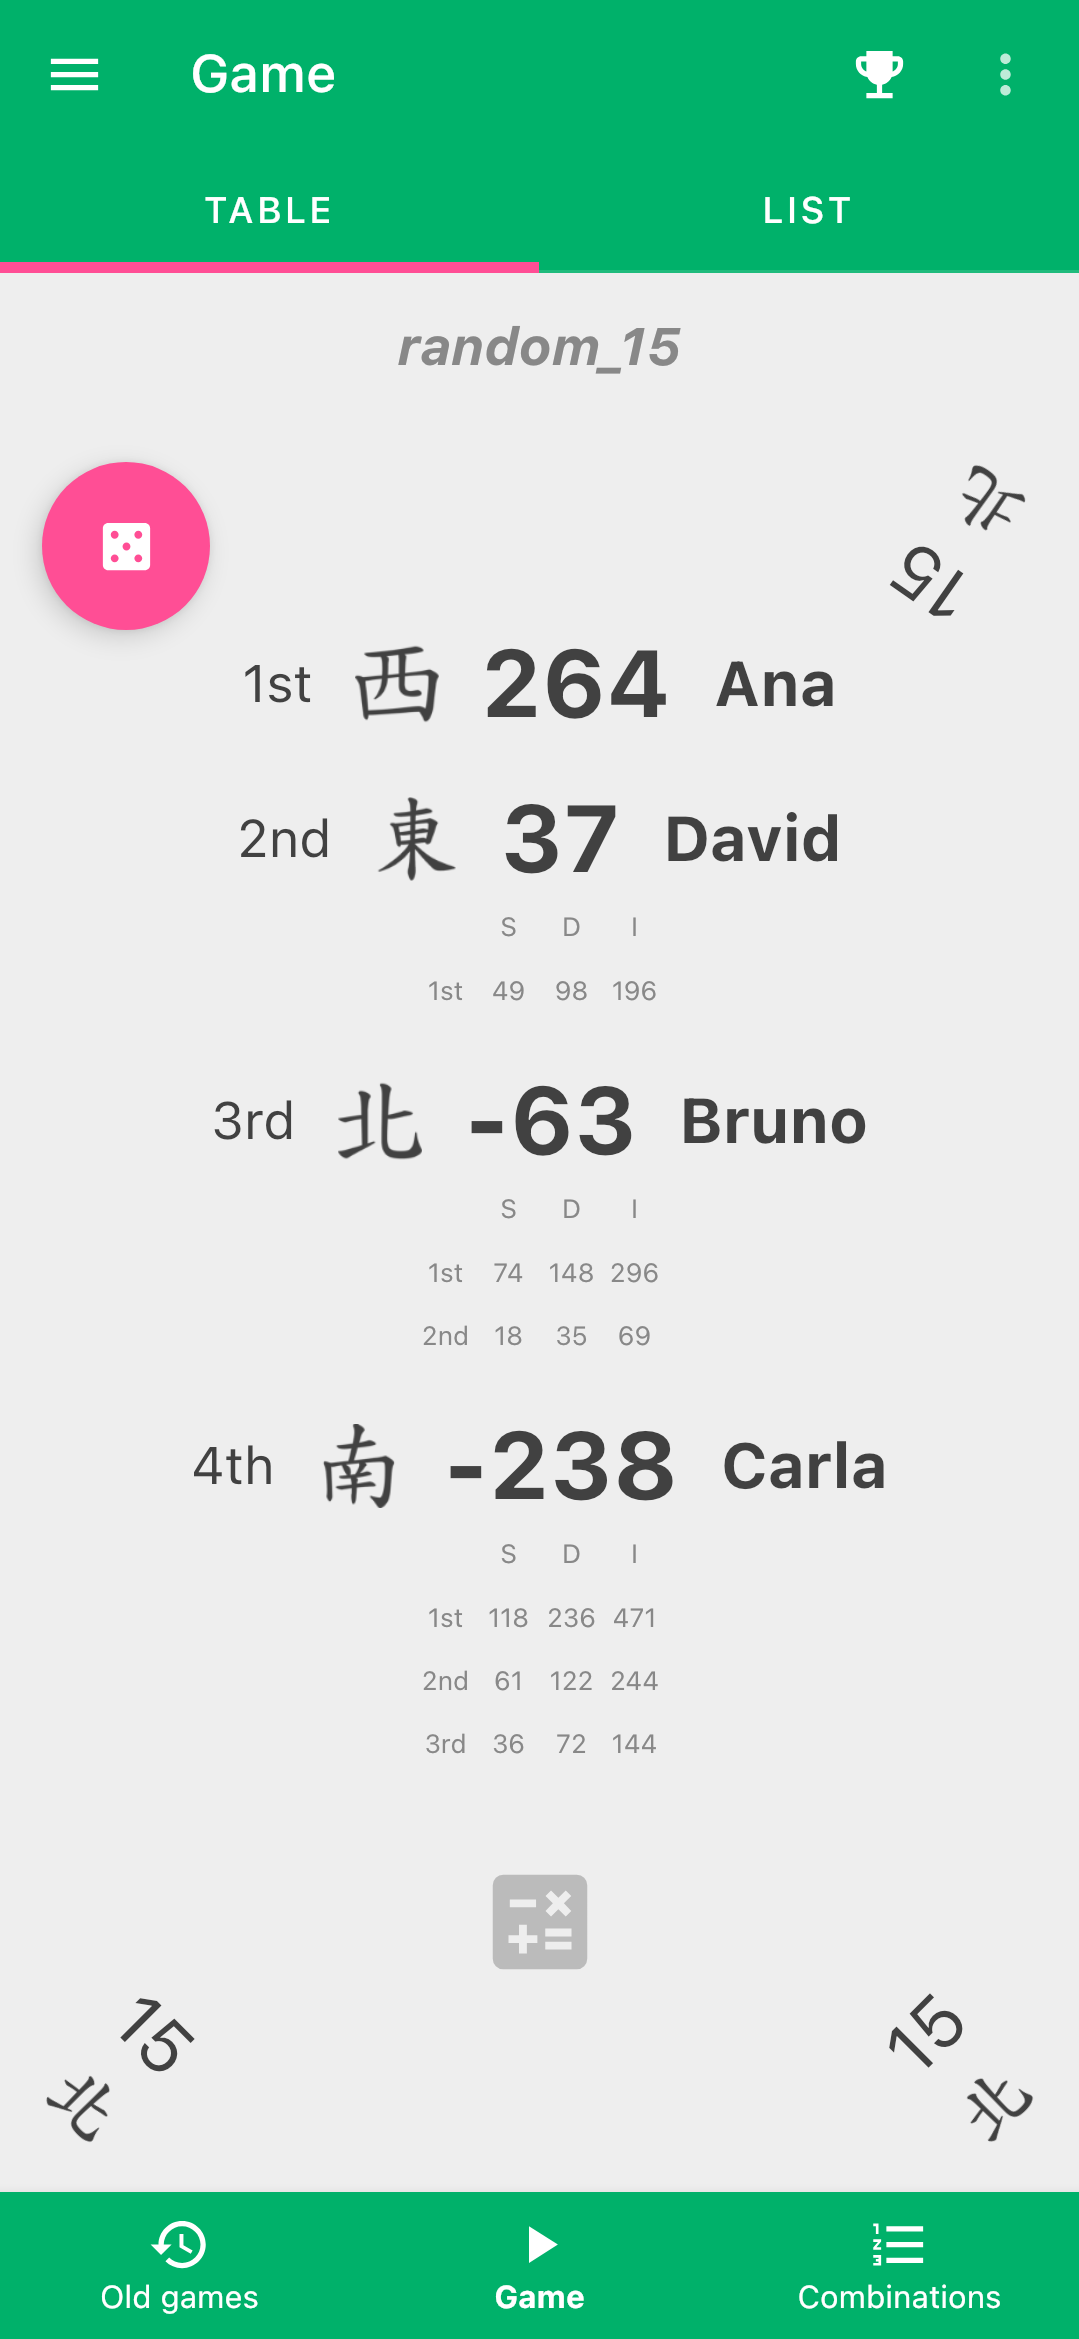 Game
TABLE LIST
random_15
北
15
1st 西 264 Ana
2nd 東 37 David
S D I
1st 49 98 196
3rd 北 -63 Bruno
S D I
1st 74 148 296
2nd 18 35 69
4th 南 -238 Carla
S D I
1st 118 236 471
2nd 61 122 244
3rd 36 72 144
15 15
北 北
Old games Game Combinations